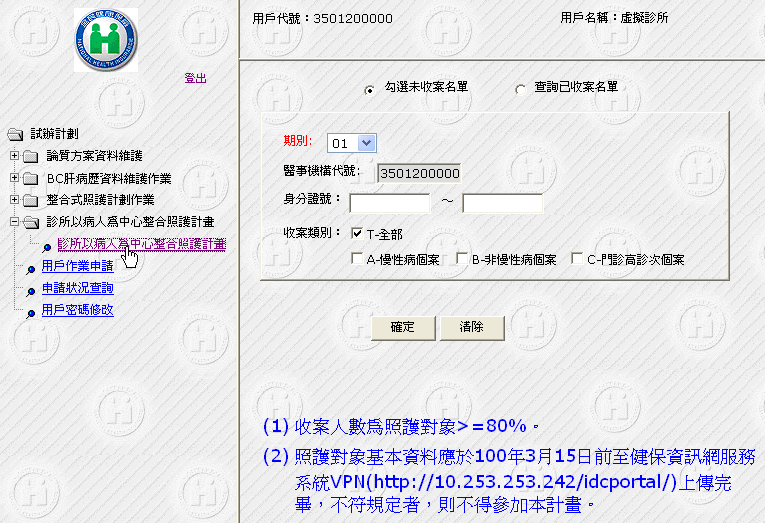 用戶代號：3501200000
用戶名稱：虛擬診所
登出
試辦計劃
論質方案資料維護
BC肝病歷資料維護作業
整合式照護計劃作業
診所以病人為中心整合照護計畫
診所以病人為中心整合照護計畫
用戶作業申請
申請狀況查詢
用戶密碼修改
勾選未收案名單
查詢已收案名單
期別:
01
醫事機構代號:
3501200000
身分證號：
～
收案類別：
T-全部
A-慢性病個案
B-非慢性病個案
C-門診高診次個案
確定
清除
(1) 收案人數為照護對象>=80%。
(2) 照護對象基本資料應於100年3月15日前至健保資訊網服務
系統VPN(http://10.253.253.242/idcportal/)上傳完
畢，不符規定者，則不得參加本計畫。